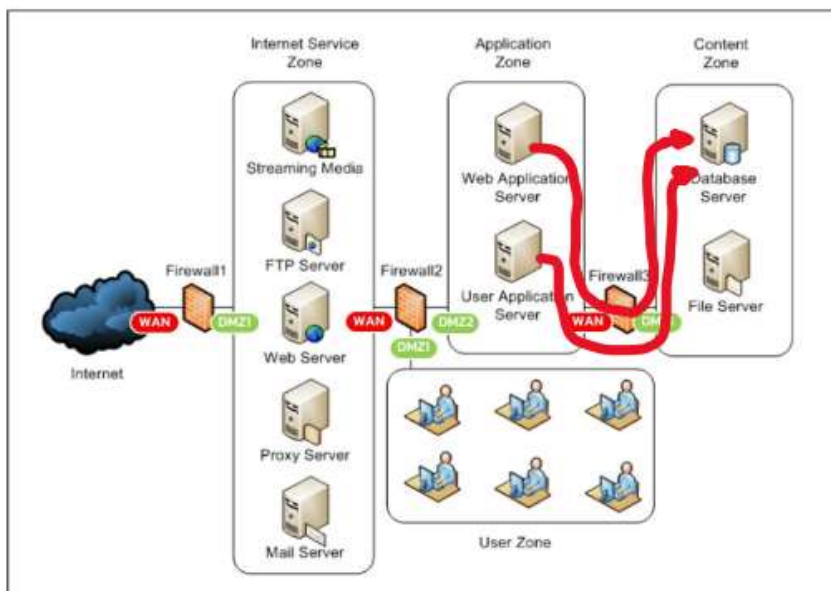 Internet Service
Zone
Application
Zone
Content
Zone
Streaming Media
Web Application
Server
Database
Server
FTP Server
Firewall1
Firewall2
User Application
Server
Firewall3
File Server
WAN
DMZ1
WAN
DMZ2
WAN
Web Server
DMZ1
Internet
Proxy Server
Mail Server
User Zone